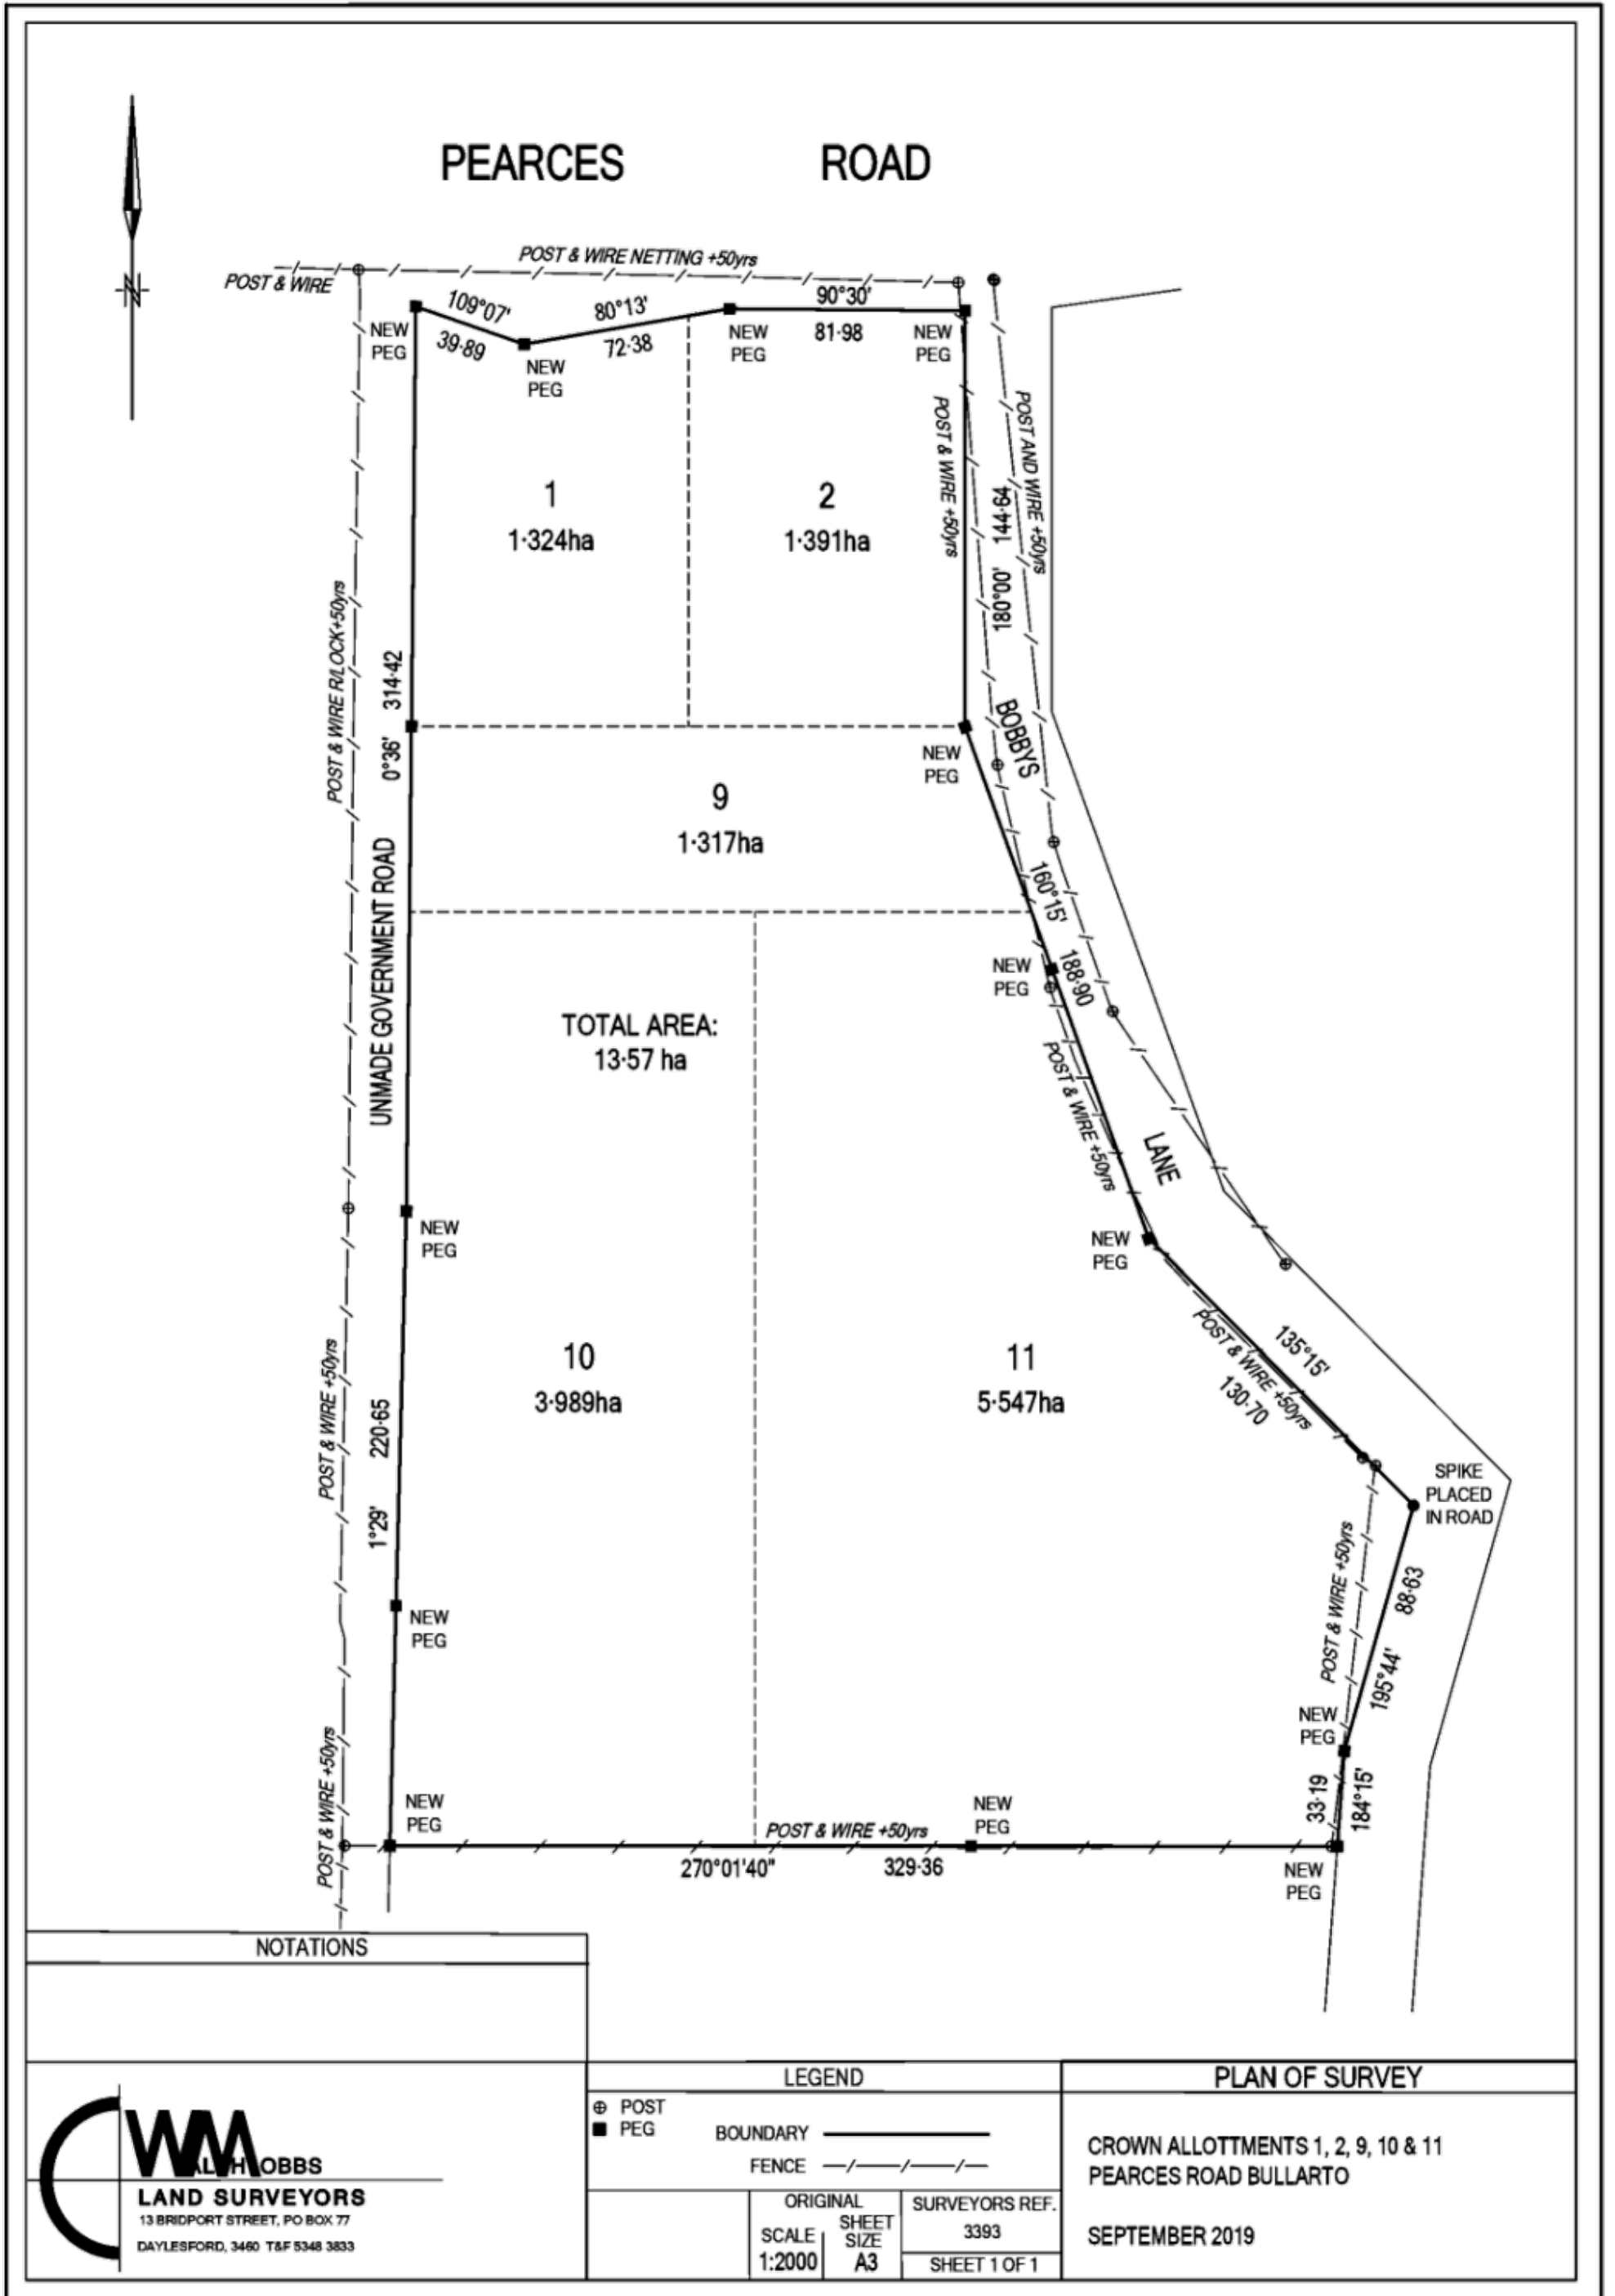 PEARCES ROAD
POST & WIRE NETTING +50yrs
POST & WIRE
109°07'
39·89
80°13'
72·38
90°30'
81·98
NEW
PEG
NEW
PEG
NEW
PEG
NEW
PEG
POST & WIRE +50yrs
POST AND WIRE +50yrs
180°00' 144·64
1
1·324ha
2
1·391ha
POST & WIRE R/LOCK+50yrs
0°36' 314·42
BOBBYS
NEW
PEG
9
1·317ha
UNMADE GOVERNMENT ROAD
160°15'
188·90
NEW
PEG
TOTAL AREA:
13·57 ha
POST & WIRE +50yrs
LANE
NEW
PEG
NEW
PEG
POST & WIRE +50yrs
135°15'
130·70
10
3·989ha
11
5·547ha
POST & WIRE +50yrs
1°29' 220·65
SPIKE
PLACED
IN ROAD
POST & WIRE +50yrs
88·63
195°44'
NEW
PEG
NEW
PEG
POST & WIRE +50yrs
33·19
184°15'
NEW
PEG
NEW
PEG
POST & WIRE +50yrs
270°01'40" 329·36
NEW
PEG
NOTATIONS
LEGEND
POST
PEG
BOUNDARY
FENCE
ORIGINAL
SCALE
1:2000
SHEET
SIZE
A3
SURVEYORS REF.
3393
SHEET 1 OF 1
PLAN OF SURVEY
CROWN ALLOTTMENTS 1, 2, 9, 10 & 11
PEARCES ROAD BULLARTO
SEPTEMBER 2019
LAND SURVEYORS
13 BRIDPORT STREET, PO BOX 77
DAYLESFORD, 3460 T&F 5348 3833